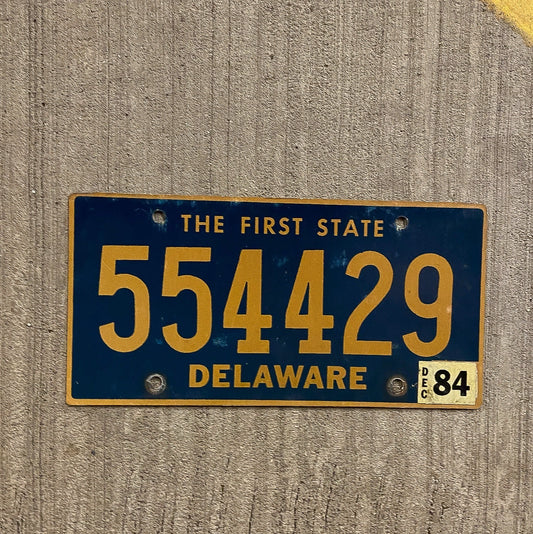 THE FIRST STATE
554429
DELAWARE
DEC 84